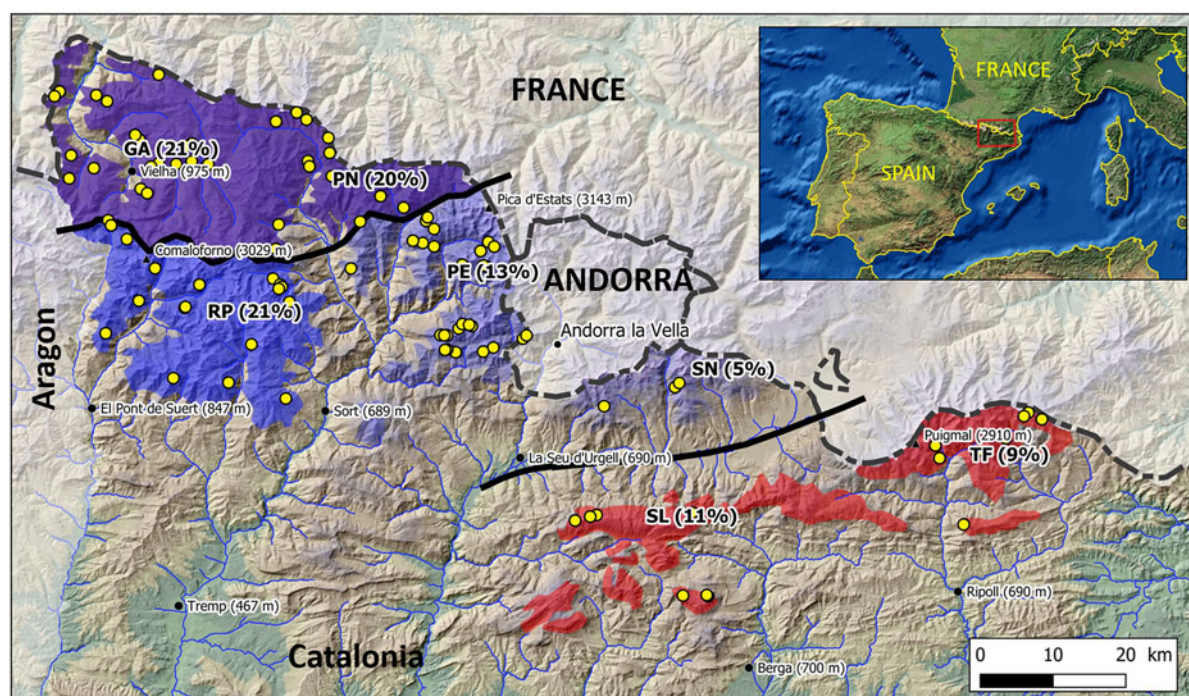 FRANCE
FRANCE
SPAIN
GA (21%)
Vielha (975 m)
PN (20%)
Pica d'Estats (3143 m)
Comaloforno (3029 m)
PE (13%)
ANDORRA
RP (21%)
Aragon
Andorra la Vella
SN (5%)
El Pont de Suert (847 m)
Sort (689 m)
Puigmal (2910 m)
TF (9%)
La Seu d'Urgell (690 m)
SL (11%)
Tremp (467 m)
Ripoll (690 m)
Catalonia
Berga (700 m)
0 10 20 km